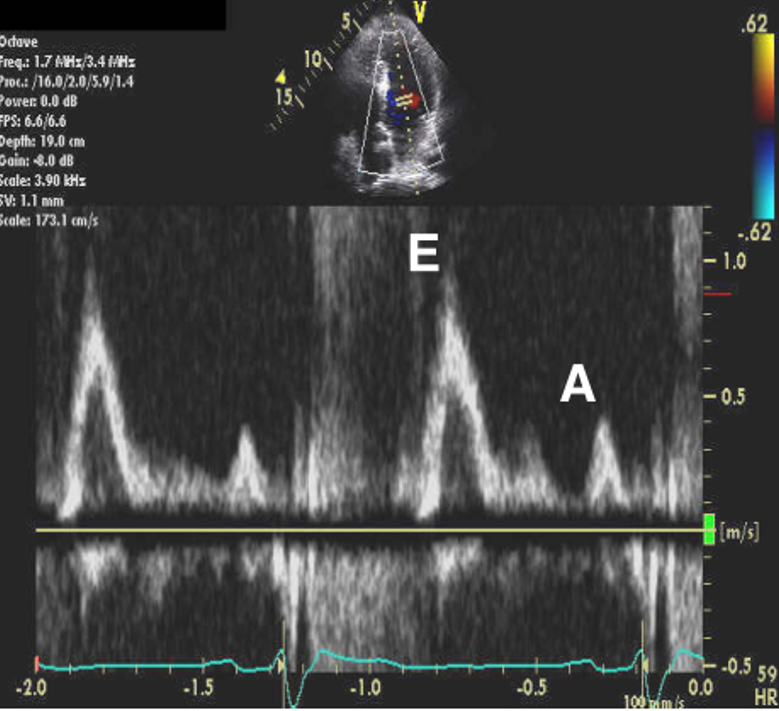 V
5
10
15
.62
-.62
Octave
Freq.: 1.7 MHz/3.4 MHz
Proc.: /16.0/2.0/5.9/1.4
Power: 0.0 dB
FPS: 6.6/6.6
Depth: 19.0 cm
Gain: -8.0 dB
Scale: 3.90 kHz
SV: 1.1 mm
Scale: 173.1 cm/s
E
A
1.0
0.5
[m/s]
-0.5
-2.0 -1.5 -1.0 -0.5 0.0
100 mm/s
59
HR